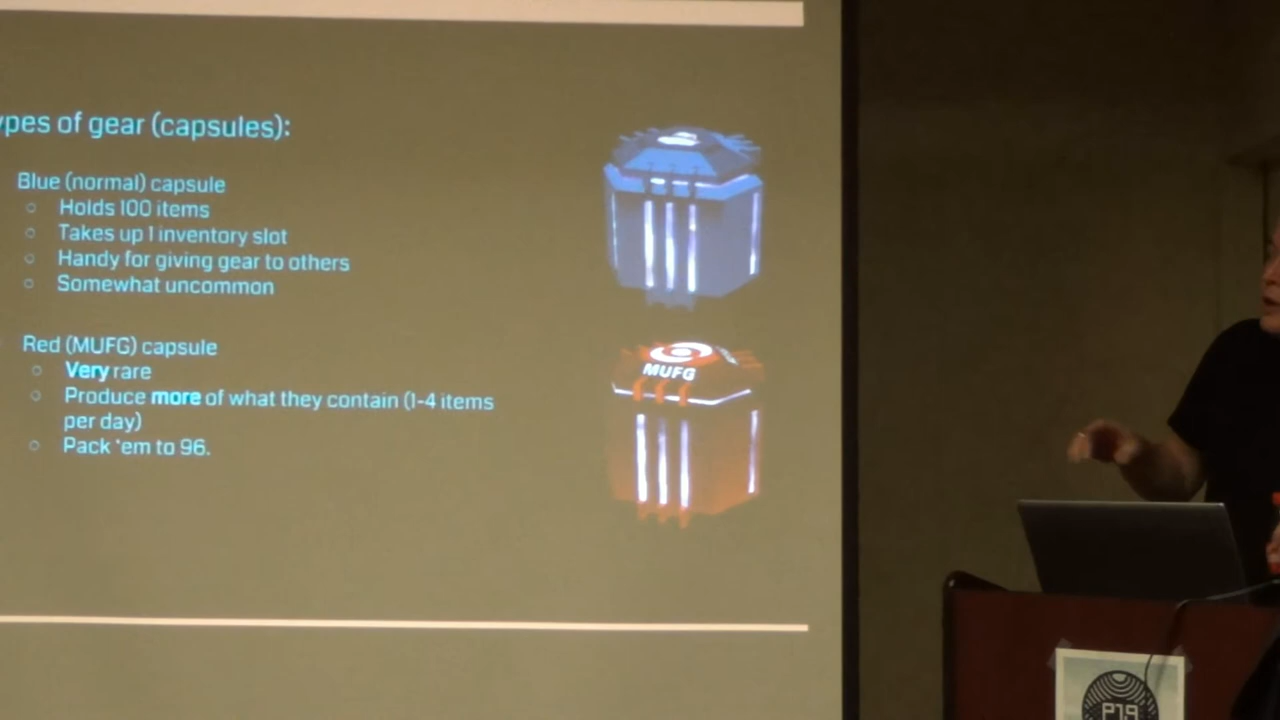 ypes of gear (capsules):
Blue (normal) capsule
Holds 100 items
Takes up 1 inventory slot
Handy for giving gear to others
Somewhat uncommon
Red (MUFG) capsule
Very rare
Produce more of what they contain (1-4 items
per day)
Pack 'em to 96.
MUFG
P19